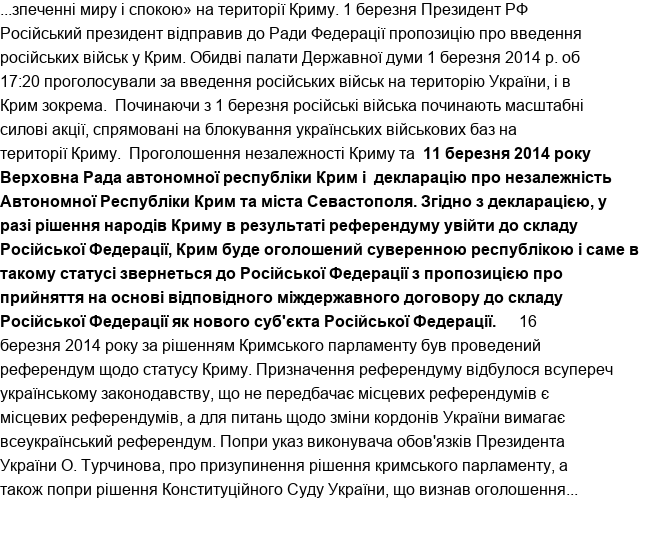 ...зпеченні миру і спокою» на території Криму. 1 березня Президент РФ
Російський президент відправив до Ради Федерації пропозицію про введення
російських військ у Крим. Обидві палати Державної думи 1 березня 2014 р. об
17:20 проголосували за введення російських військ на територію України, і в
Крим зокрема.  Починаючи з 1 березня російські війська починають масштабні
силові акції, спрямовані на блокування українських військових баз на
території Криму.  Проголошення незалежності Криму та  11 березня 2014 року
Верховна Рада автономної республіки Крим і  декларацію про незалежність
Автономної Республіки Крим та міста Севастополя. Згідно з декларацією, у
разі рішення народів Криму в результаті референдуму увійти до складу
Російської Федерації, Крим буде оголошений суверенною республікою і саме в
такому статусі звернеться до Російської Федерації з пропозицією про
прийняття на основі відповідного міждержавного договору до складу
Російської Федерації як нового суб'єкта Російської Федерації.     16
березня 2014 року за рішенням Кримського парламенту був проведений
референдум щодо статусу Криму. Призначення референдуму відбулося всупереч
українському законодавству, що не передбачає місцевих референдумів є
місцевих референдумів, а для питань щодо зміни кордонів України вимагає
всеукраїнський референдум. Попри указ виконувача обов'язків Президента
України О. Турчинова, про призупинення рішення кримського парламенту, а
також попри рішення Конституційного Суду України, що визнав оголошення...